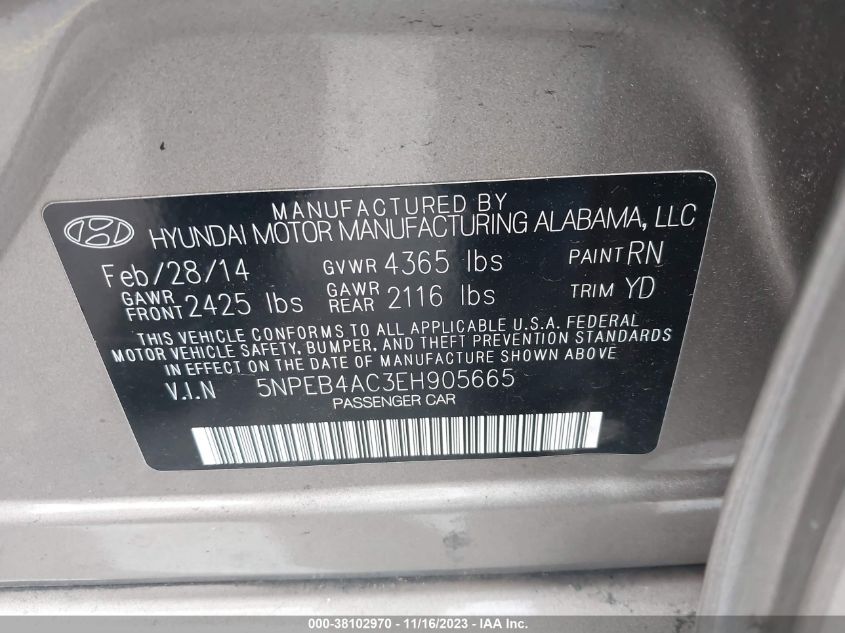 MANUFACTURED BY
HYUNDAI MOTOR MANUFACTURING ALABAMA, LLC
Feb/28/14 GVWR 4365 lbs PAINT RN
GAWR FRONT 2425 lbs GAWR REAR 2116 lbs TRIM YD
THIS VEHICLE CONFORMS TO ALL APPLICABLE U.S.A. FEDERAL
MOTOR VEHICLE SAFETY, BUMPER, AND THEFT PREVENTION STANDARDS
IN EFFECT ON THE DATE OF MANUFACTURE SHOWN ABOVE.
V.I.N 5NPEB4AC3EH905665
PASSENGER CAR
000-38102970 - 11/16/2023 - IAA Inc.